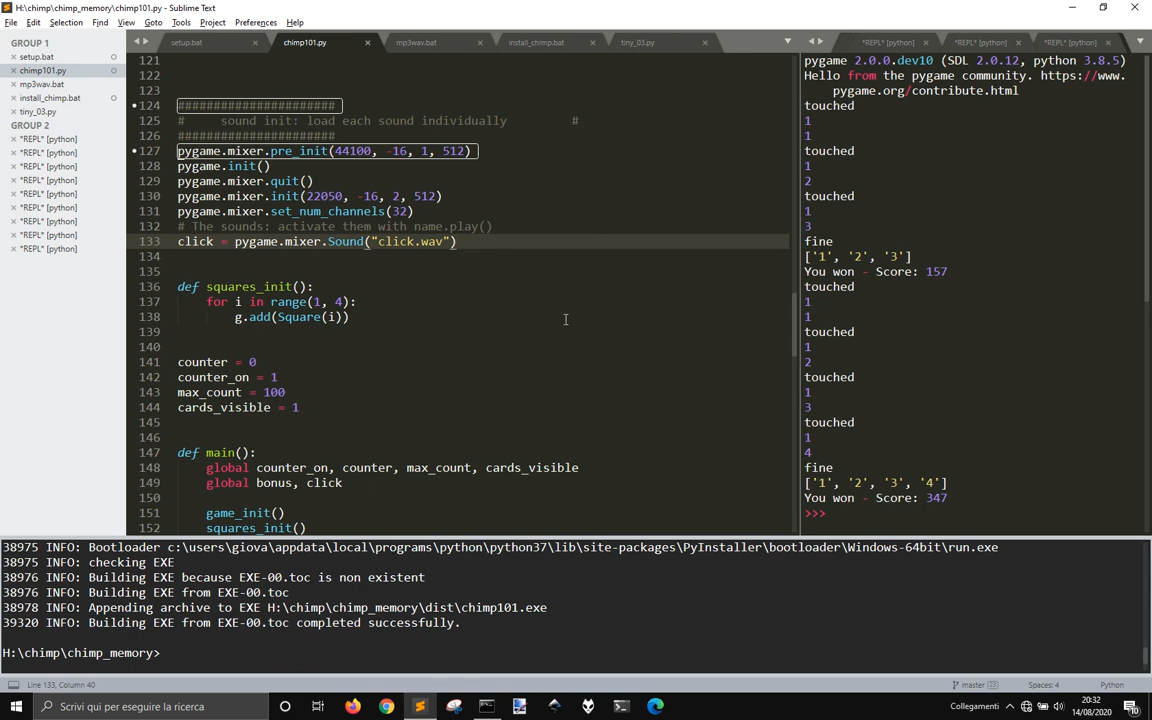 H:\chimp\chimp_memory\chimp101.py - Sublime Text
File Edit Selection Find View Goto Tools Project Preferences Help
GROUP 1
setup.bat
chimp101.py
mp3wav.bat
install_chimp.bat
tiny_03.py
GROUP 2
*REPL* [python]
*REPL* [python]
*REPL* [python]
*REPL* [python]
*REPL* [python]
*REPL* [python]
*REPL* [python]
*REPL* [python]
*REPL* [python]
setup.bat chimp101.py mp3wav.bat install_chimp.bat tiny_03.py
121
122
123
124 ######################
125 #     sound init: load each sound individually         #
126 ######################
127 pygame.mixer.pre_init(44100, -16, 1, 512)
128 pygame.init()
129 pygame.mixer.quit()
130 pygame.mixer.init(22050, -16, 2, 512)
131 pygame.mixer.set_num_channels(32)
132 # The sounds: activate them with name.play()
133 click = pygame.mixer.Sound("click.wav")
134
135
136 def squares_init():
137     for i in range(1, 4):
138         g.add(Square(i))
139
140
141 counter = 0
142 counter_on = 1
143 max_count = 100
144 cards_visible = 1
145
146
147 def main():
148     global counter_on, counter, max_count, cards_visible
149     global bonus, click
150
151     game_init()
152     squares_init()
*REPL* [python] *REPL* [python] *REPL* [python]
pygame 2.0.0.dev10 (SDL 2.0.12, python 3.8.5)
Hello from the pygame community. https://www.
pygame.org/contribute.html
touched
1
1
touched
1
2
touched
1
3
fine
['1', '2', '3']
You won - Score: 157
touched
1
1
touched
1
2
touched
1
3
touched
1
4
fine
['1', '2', '3', '4']
You won - Score: 347
>>>
38975 INFO: Bootloader c:\users\giova\appdata\local\programs\python\python37\lib\site-packages\PyInstaller\bootloader\Windows-64bit\run.exe
38975 INFO: checking EXE
38976 INFO: Building EXE because EXE-00.toc is non existent
38976 INFO: Building EXE from EXE-00.toc
38978 INFO: Appending archive to EXE H:\chimp\chimp_memory\dist\chimp101.exe
39320 INFO: Building EXE from EXE-00.toc completed successfully.
H:\chimp\chimp_memory>
Line 133, Column 40 master 23 Spaces: 4 Python
Scrivi qui per eseguire la ricerca
Collegamenti
20:32
14/08/2020
10